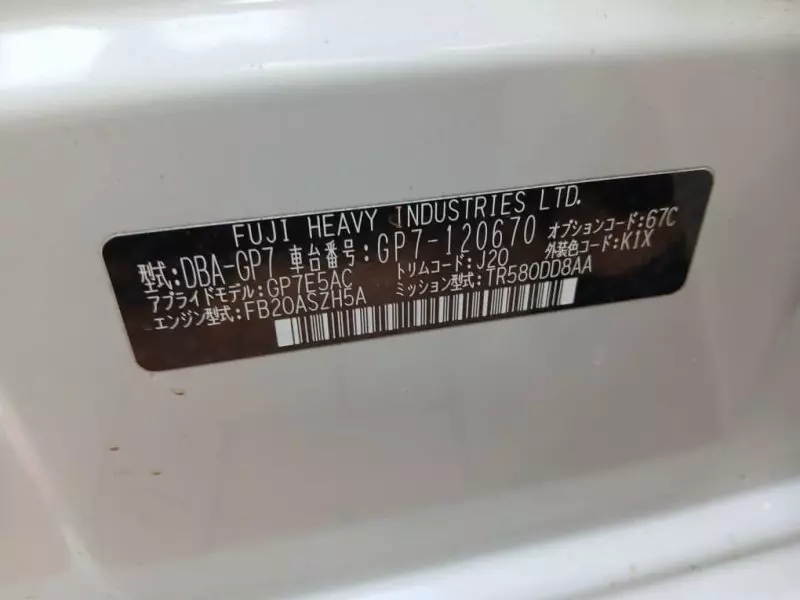 FUJI HEAVY INDUSTRIES LTD.
型式:DBA-GP7 車台番号:GP7-120670 オプションコード:67C
アプライドモデル:GP7E5AC トリムコード:J20 外装色コード:K1X
エンジン型式:FB20ASZH5A ミッション型式:TR580DD8AA